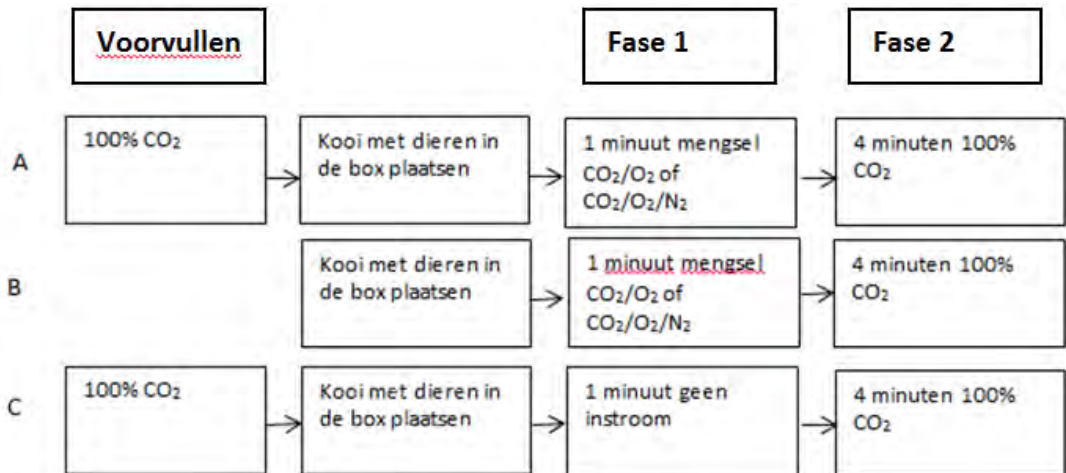 Voorvullen
Fase 1
Fase 2
A
100% CO₂
Kooi met dieren in
de box plaatsen
1 minuut mengsel
CO₂/O₂ of
CO₂/O₂/N₂
4 minuten 100%
CO₂
B
Kooi met dieren in
de box plaatsen
1 minuut mengsel
CO₂/O₂ of
CO₂/O₂/N₂
4 minuten 100%
CO₂
C
100% CO₂
Kooi met dieren in
de box plaatsen
1 minuut geen
instroom
4 minuten 100%
CO₂